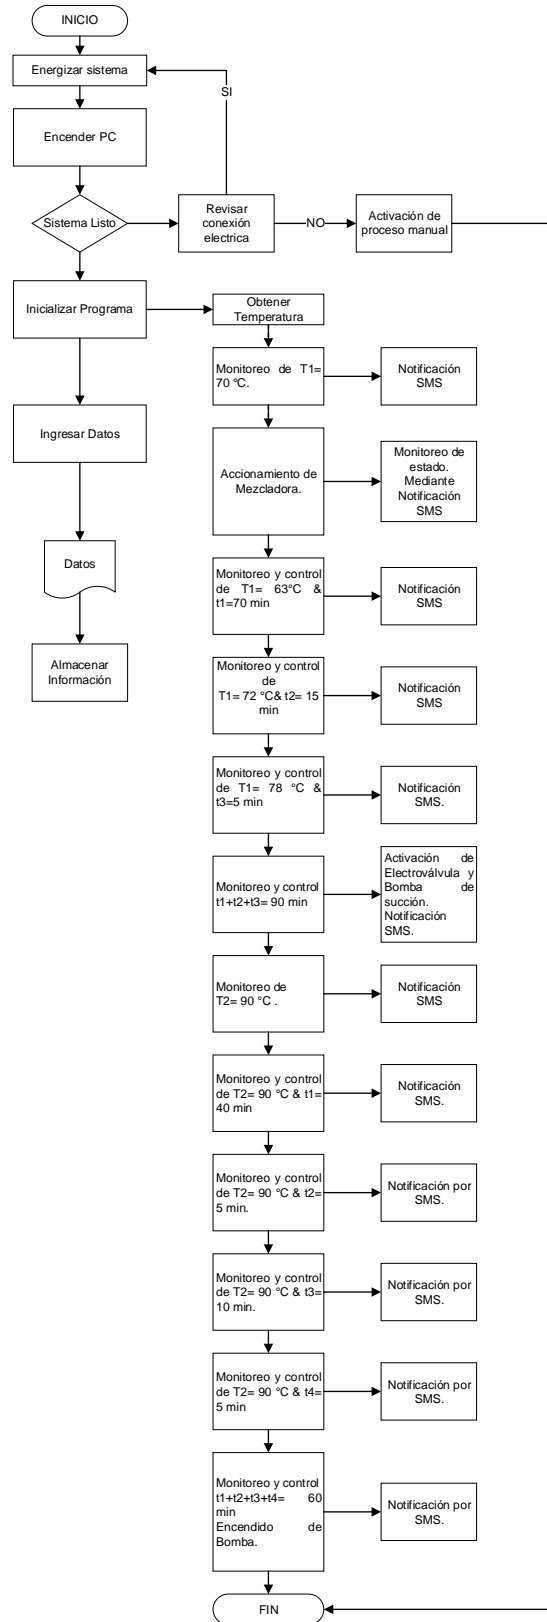 INICIO
Energizar sistema
SI
Encender PC
Sistema Listo
Revisar
conexión
electrica
NO
Activación de
proceso manual
Inicializar Programa
Obtener
Temperatura
Monitoreo de T1=
70 °C.
Notificación
SMS
Ingresar Datos
Accionamiento de
Mezcladora.
Monitoreo de
estado.
Mediante
Notificación
SMS
Datos
Monitoreo y control
de T1= 63°C &
t1=70 min
Notificación
SMS
Almacenar
Información
Monitoreo y control
de
T1= 72 °C& t2= 15
min
Notificación
SMS
Monitoreo y control
de T1= 78 °C &
t3=5 min
Notificación
SMS.
Monitoreo y control
t1+t2+t3= 90 min
Activación de
Electroválvula y
Bomba de
succión.
Notificación
SMS.
Monitoreo de
T2= 90 °C .
Notificación
SMS
Monitoreo y control
de T2= 90 °C & t1=
40 min
Notificación
SMS.
Monitoreo y control
de T2= 90 °C & t2=
5 min.
Notificación por
SMS.
Monitoreo y control
de T2= 90 °C & t3=
10 min.
Notificación por
SMS.
Monitoreo y control
de T2= 90 °C & t4=
5 min
Notificación por
SMS.
Monitoreo y control
t1+t2+t3+t4= 60
min
Encendido de
Bomba.
Notificación por
SMS.
FIN